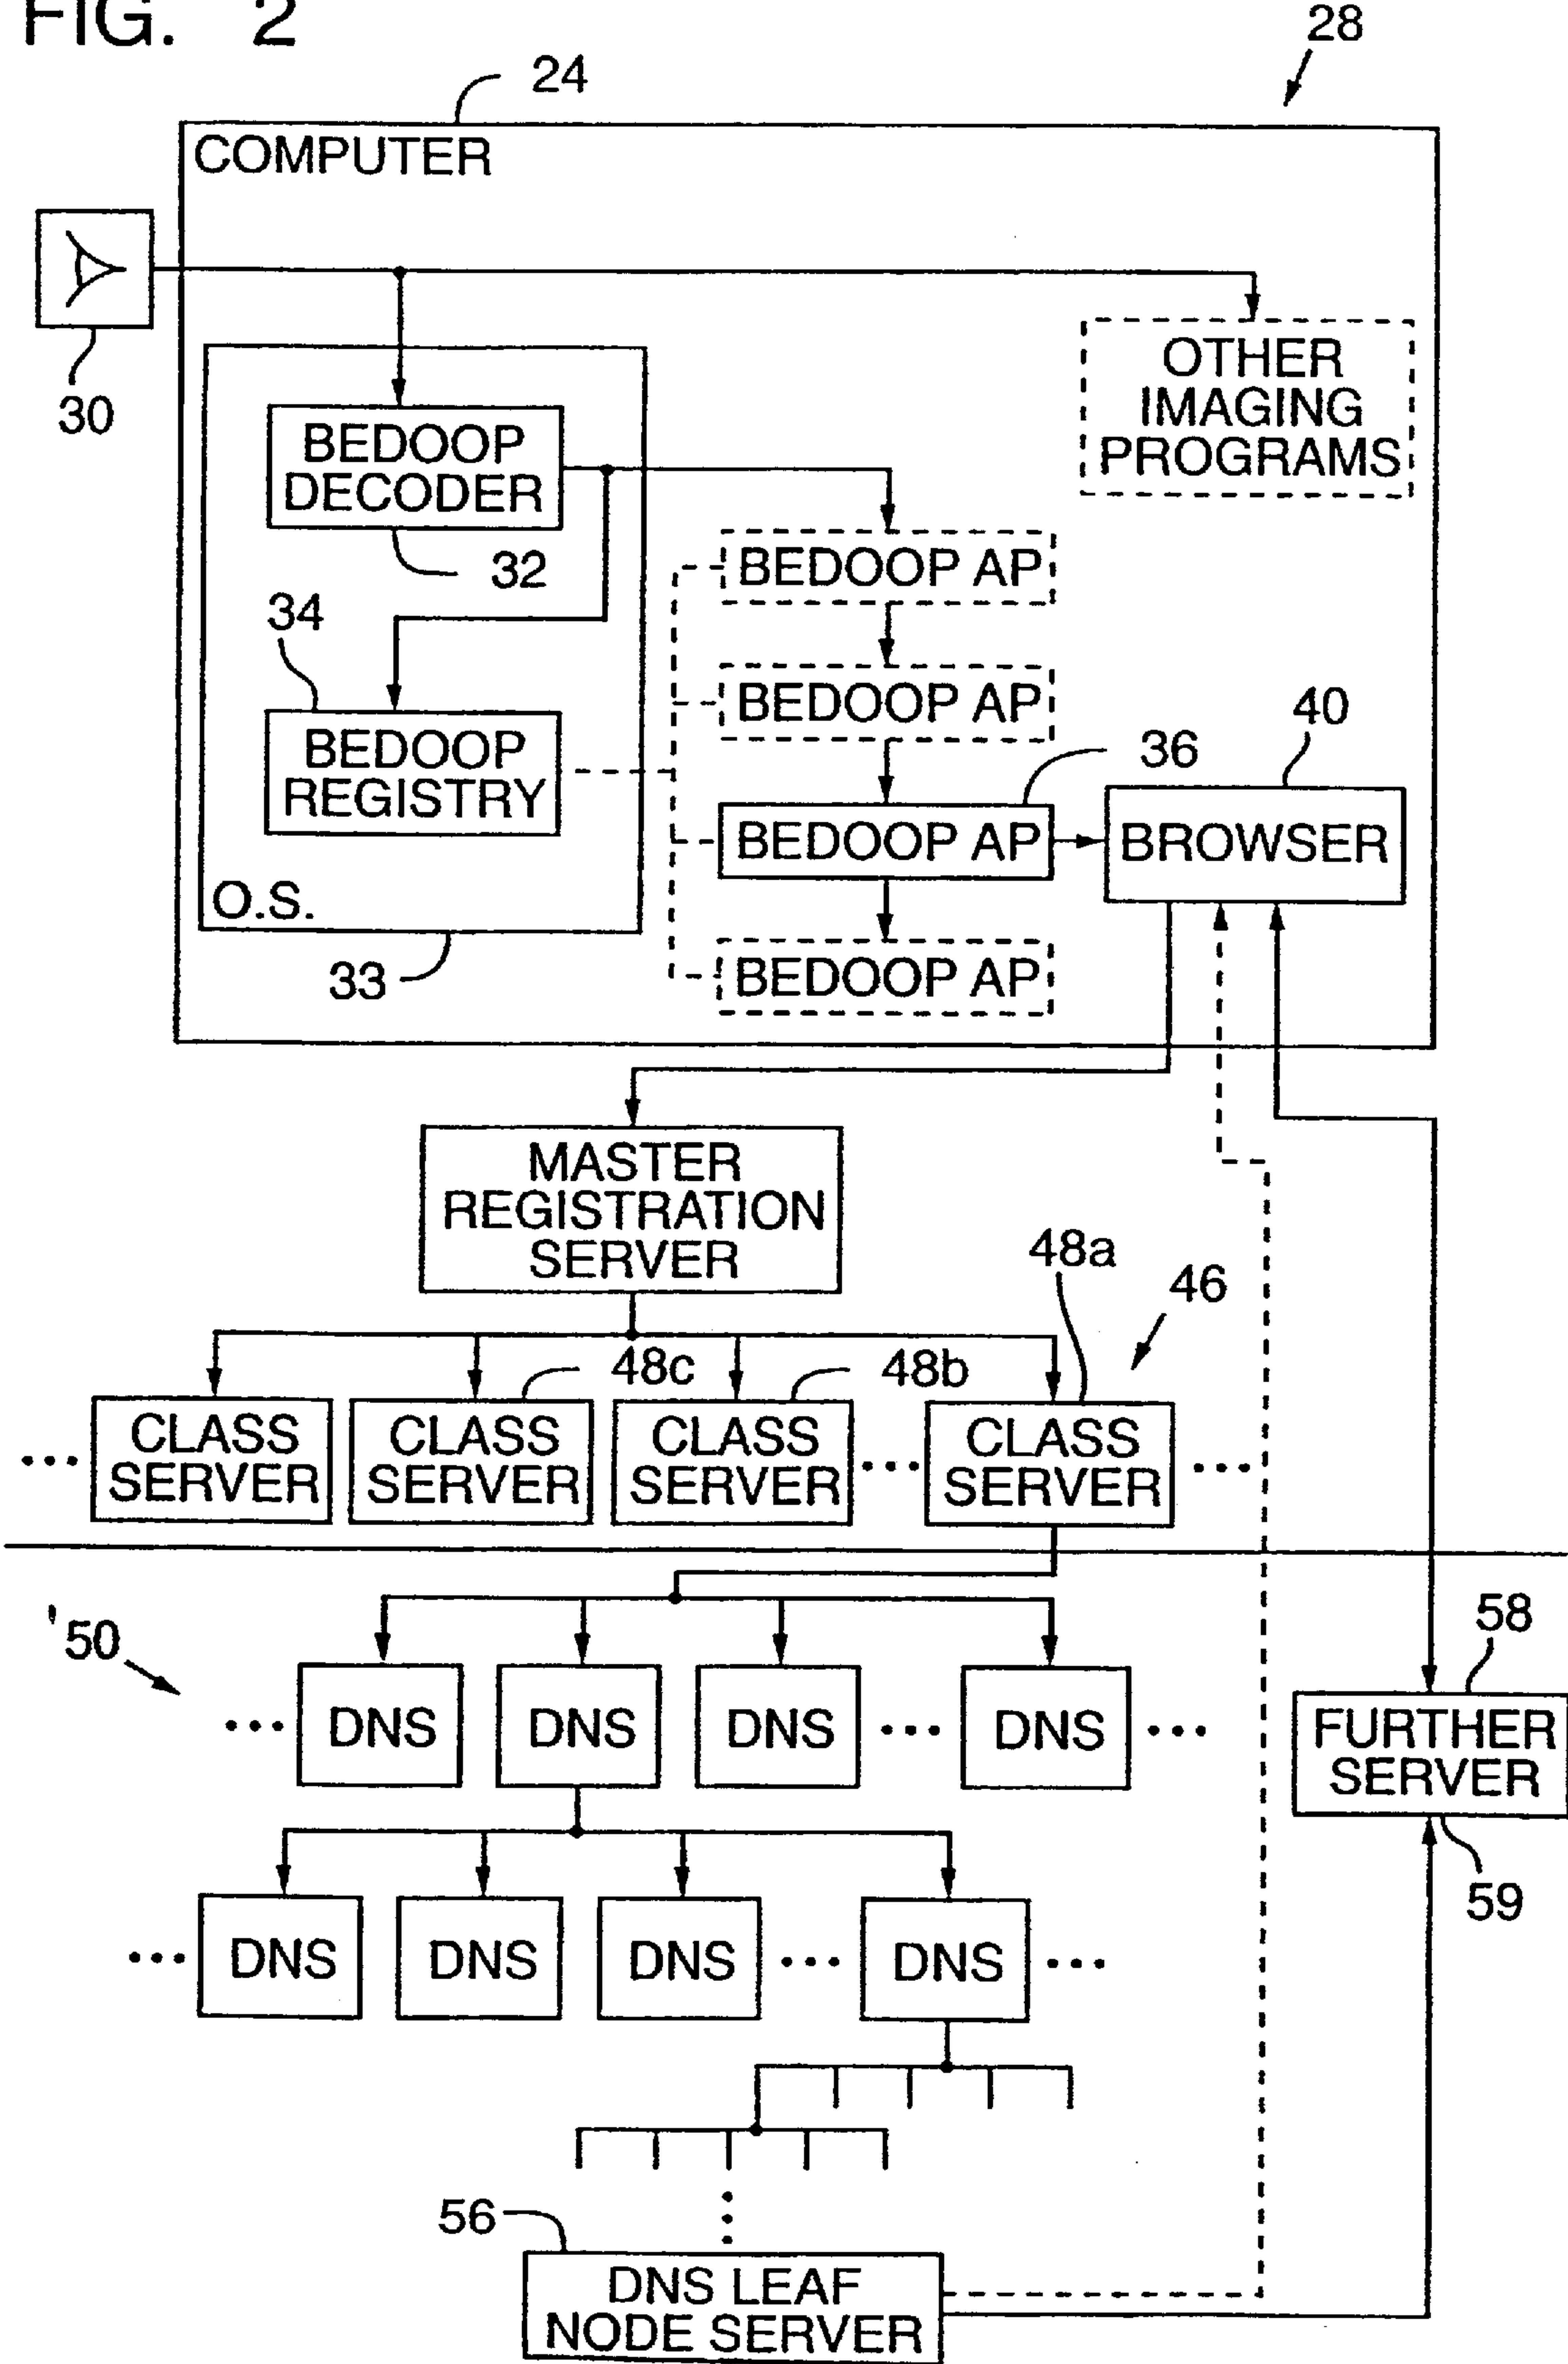 FIG. 2
28
24
COMPUTER
30
OTHER
IMAGING
PROGRAMS
BEDOOP
DECODER
32
BEDOOP AP
34
BEDOOP AP
BEDOOP
REGISTRY
36
40
BEDOOP AP
BROWSER
O.S.
33
BEDOOP AP
MASTER
REGISTRATION
SERVER
48a
46
48c
48b
... CLASS
SERVER
CLASS
SERVER
CLASS
SERVER
...
CLASS
SERVER
...
'50
58
... DNS
DNS
DNS ...
DNS ...
FURTHER
SERVER
59
... DNS
DNS
DNS ...
DNS ...
56
DNS LEAF
NODE SERVER